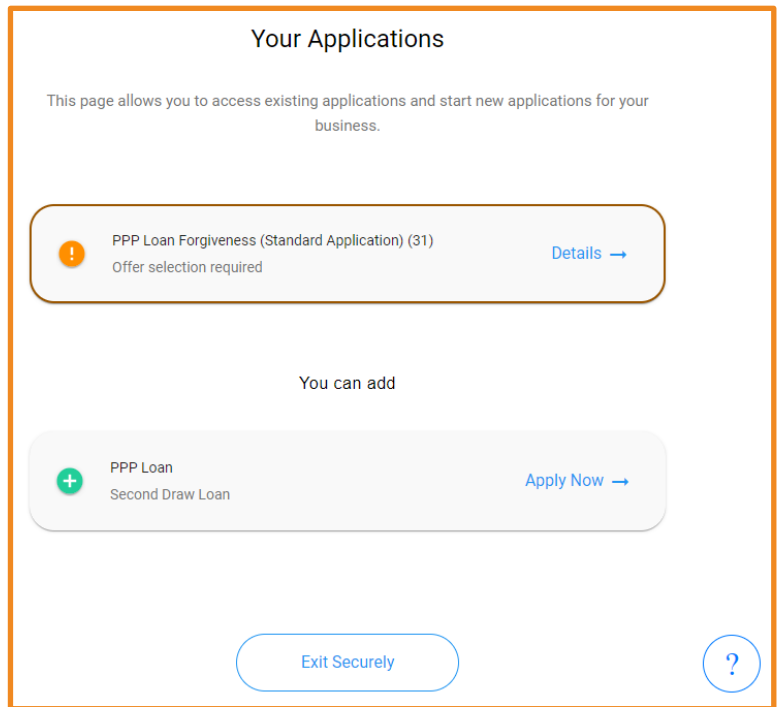 Your Applications
This page allows you to access existing applications and start new applications for your
business.
PPP Loan Forgiveness (Standard Application) (31)
Offer selection required
Details →
You can add
PPP Loan
Second Draw Loan
Apply Now →
Exit Securely
?